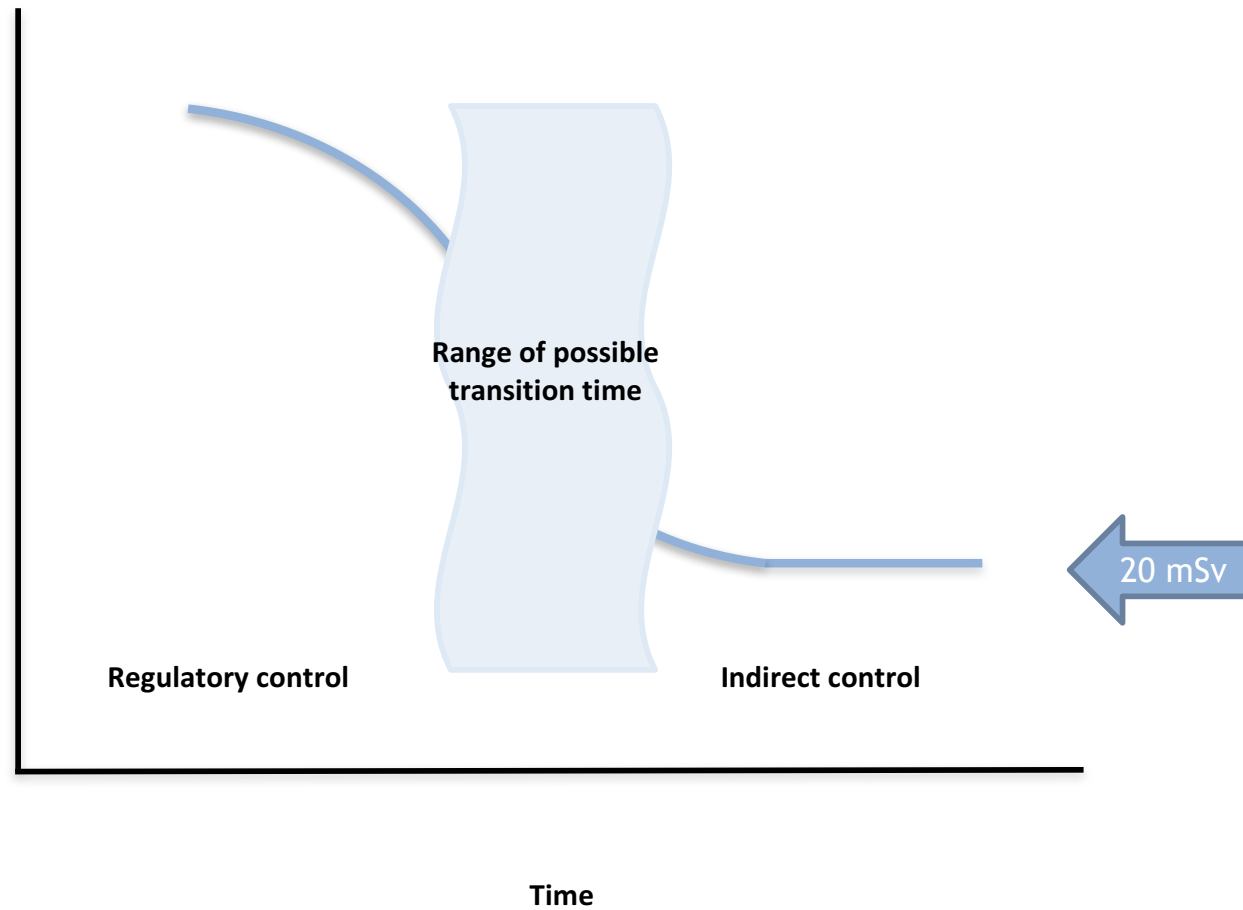 Range of possible
transition time
20 mSv
Regulatory control
Indirect control
Time